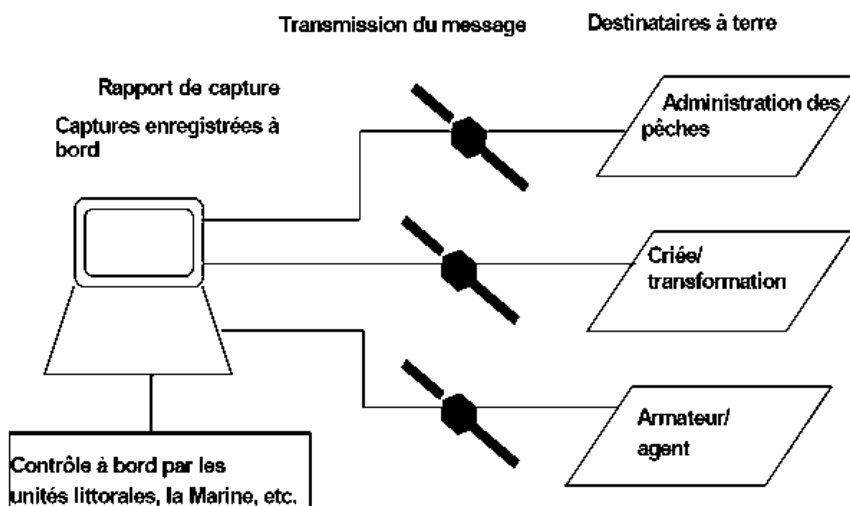 Transmission du message
Destinataires à terre
Rapport de capture
Captures enregistrées à
bord
Administration des
pêches
Criée/
transformation
Armateur/
agent
Contrôle à bord par les
unités littorales, la Marine, etc.